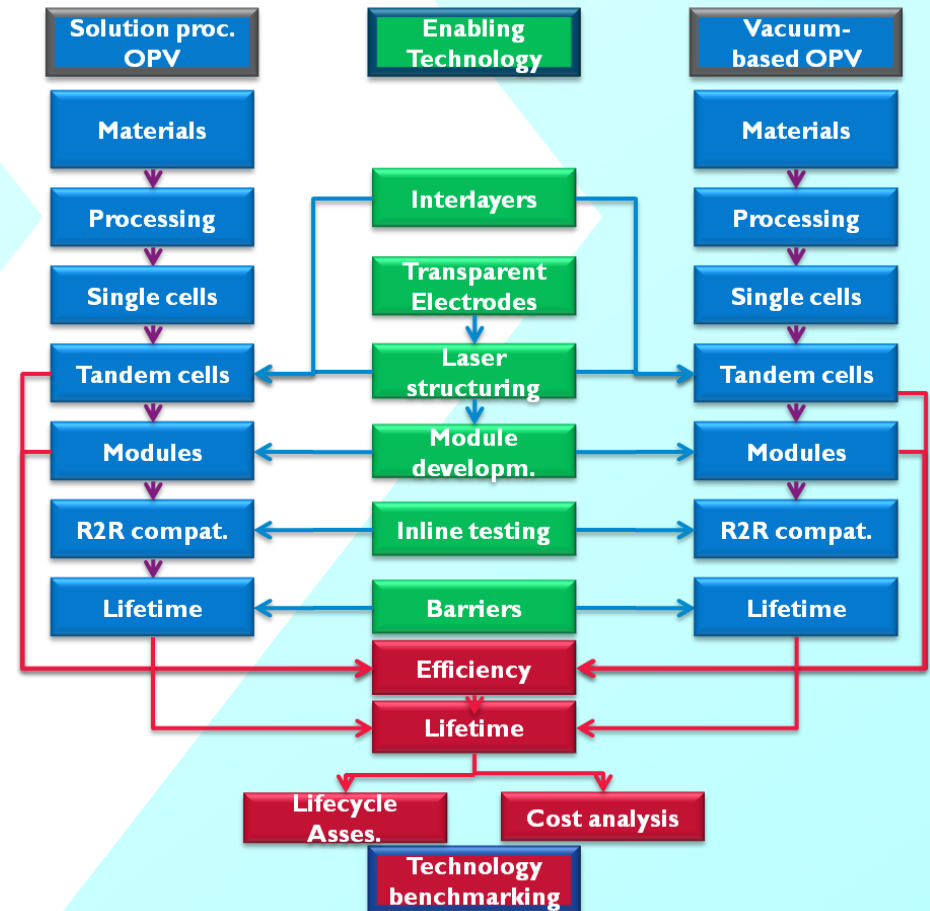 Solution proc.
OPV
Enabling
Technology
Vacuum-
based OPV
Materials
Materials
Processing
Interlayers
Processing
Single cells
Transparent
Electrodes
Single cells
Tandem cells
Laser
structuring
Tandem cells
Modules
Module
developm.
Modules
R2R compat.
Inline testing
R2R compat.
Lifetime
Barriers
Lifetime
Efficiency
Lifetime
Lifecycle
Asses.
Cost analysis
Technology
benchmarking